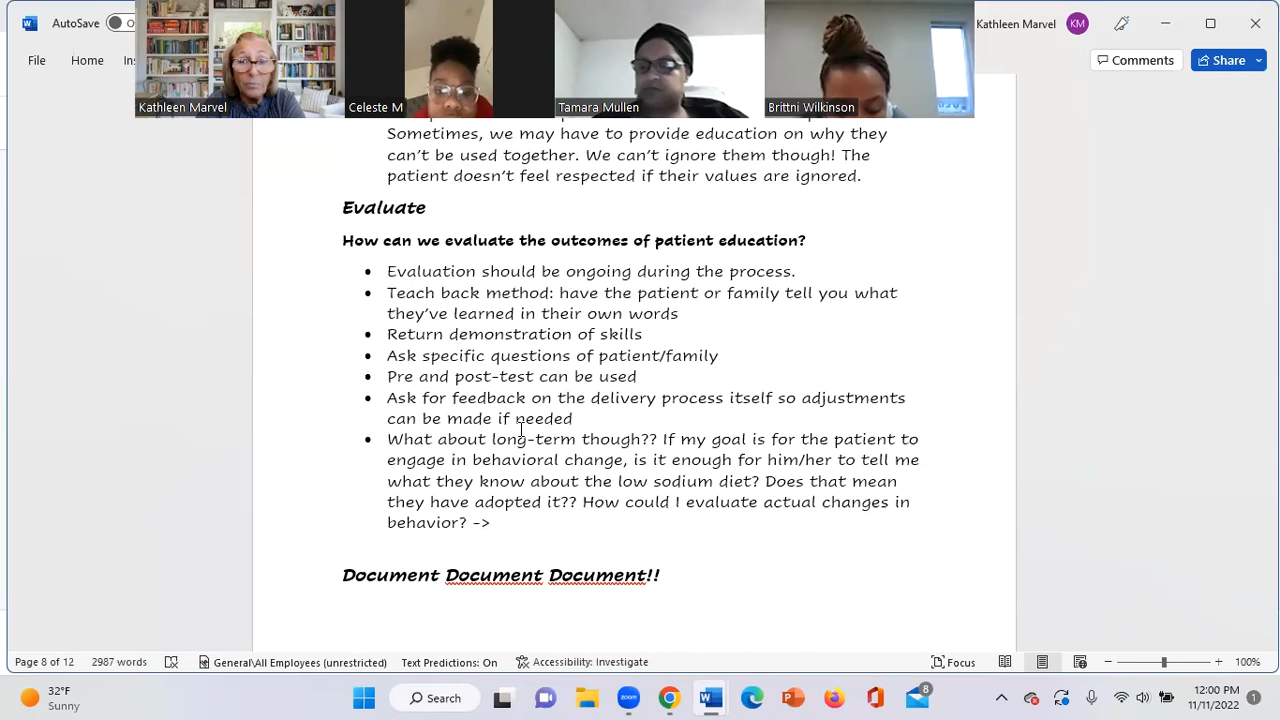 AutoSave
Kathleen Marvel
KM
File
Home
Comments
Share
Kathleen Marvel
Celeste M
Tamara Mullen
Brittni Wilkinson
Sometimes, we may have to provide education on why they
can't be used together. We can't ignore them though! The
patient doesn't feel respected if their values are ignored.
Evaluate
How can we evaluate the outcomes of patient education?
• Evaluation should be ongoing during the process.
• Teach back method: have the patient or family tell you what
they've learned in their own words
• Return demonstration of skills
• Ask specific questions of patient/family
• Pre and post-test can be used
• Ask for feedback on the delivery process itself so adjustments
can be made if needed
• What about long-term though?? If my goal is for the patient to
engage in behavioral change, is it enough for him/her to tell me
what they know about the low sodium diet? Does that mean
they have adopted it?? How could I evaluate actual changes in
behavior? ->
Document Document Document!!
Page 8 of 12 2987 words General\All Employees (unrestricted) Text Predictions: On Accessibility: Investigate Focus 100%
32°F
Sunny
Search
zoom
8
12:00 PM
11/11/2022
1